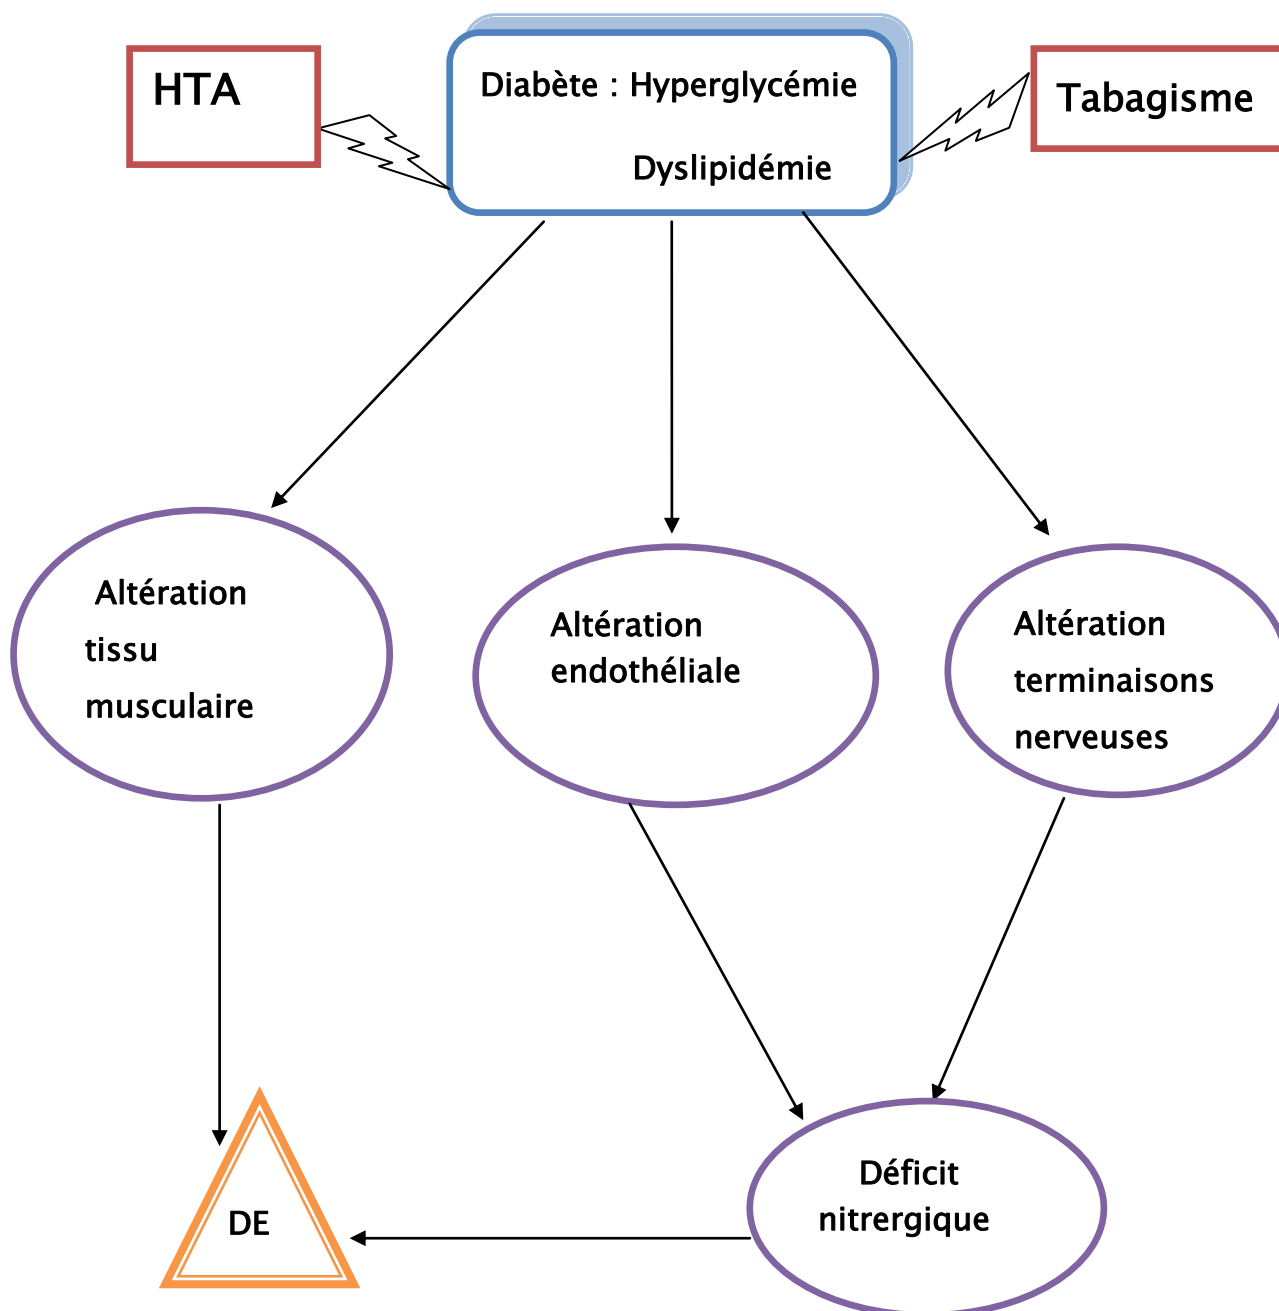 HTA
Diabète : Hyperglycémie
Dyslipidémie
Tabagisme
Altération
tissu
musculaire
Altération
endothéliale
Altération
terminaisons
nerveuses
DE
Déficit
nitrergique